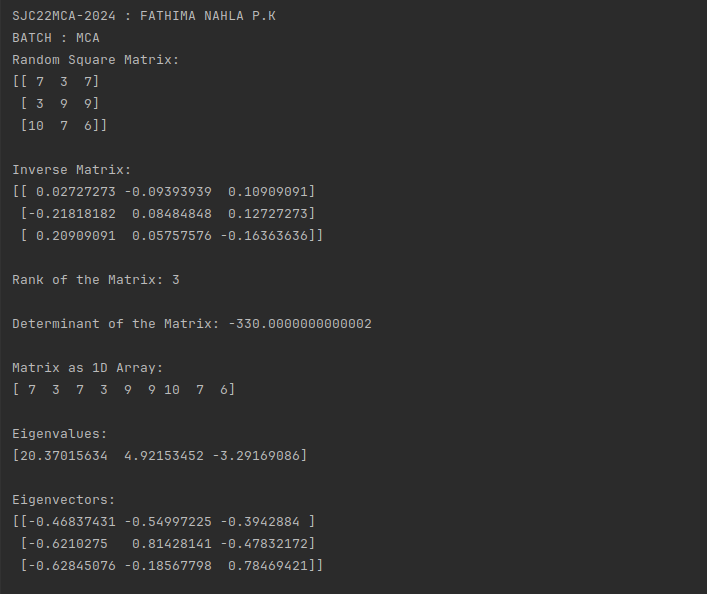 SJC22MCA-2024 : FATHIMA NAHLA P.K
BATCH : MCA
Random Square Matrix:
[[ 7  3  7]
 [ 3  9  9]
 [10  7  6]]
Inverse Matrix:
[[ 0.02727273 -0.09393939  0.10909091]
 [-0.21818182  0.08484848  0.12727273]
 [ 0.20909091  0.05757576 -0.16363636]]
Rank of the Matrix: 3
Determinant of the Matrix: -330.0000000000002
Matrix as 1D Array:
[ 7  3  7  3  9  9 10  7  6]
Eigenvalues:
[20.37015634  4.92153452 -3.29169086]
Eigenvectors:
[[-0.46837431 -0.54997225 -0.3942884 ]
 [-0.6210275   0.81428141 -0.47832172]
 [-0.62845076 -0.18567798  0.78469421]]